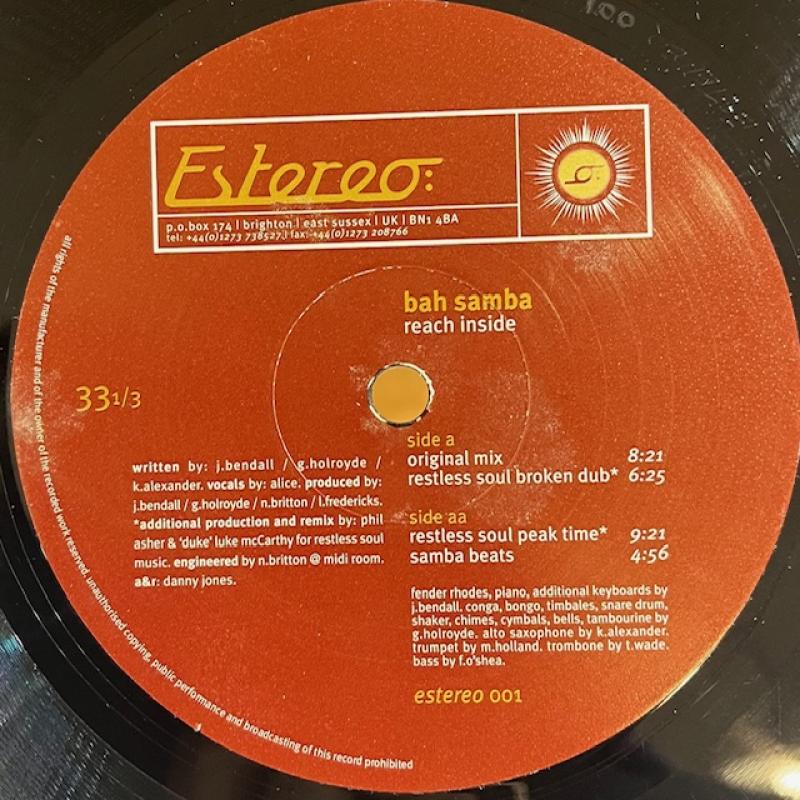 Estereo:
p.o.box 174 | brighton | east sussex | UK | BN1 4BA
tel: +44(0)1273 738527 | fax: +44(0)1273 208766
bah samba
reach inside
33 1/3
side a
original mix 8:21
restless soul broken dub* 6:25
side aa
restless soul peak time* 9:21
samba beats 4:56
written by: j.bendall / g.holroyde /
k.alexander. vocals by: alice. produced by:
j.bendall / g.holroyde / n.britton / l.fredericks.
*additional production and remix by: phil
asher & 'duke' luke mcCarthy for restless soul
music. engineered by n.britton @ midi room.
a&r: danny jones.
fender rhodes, piano, additional keyboards by
j.bendall. conga, bongo, timbales, snare drum,
shaker, chimes, cymbals, bells, tambourine by
g.holroyde. alto saxophone by k.alexander.
trumpet by m.holland. trombone by t.wade.
bass by f.o'shea.
estereo 001
all rights of the manufacturer and of the owner of the recorded work reserved. unauthorised copying, public performance and broadcasting of this record prohibited